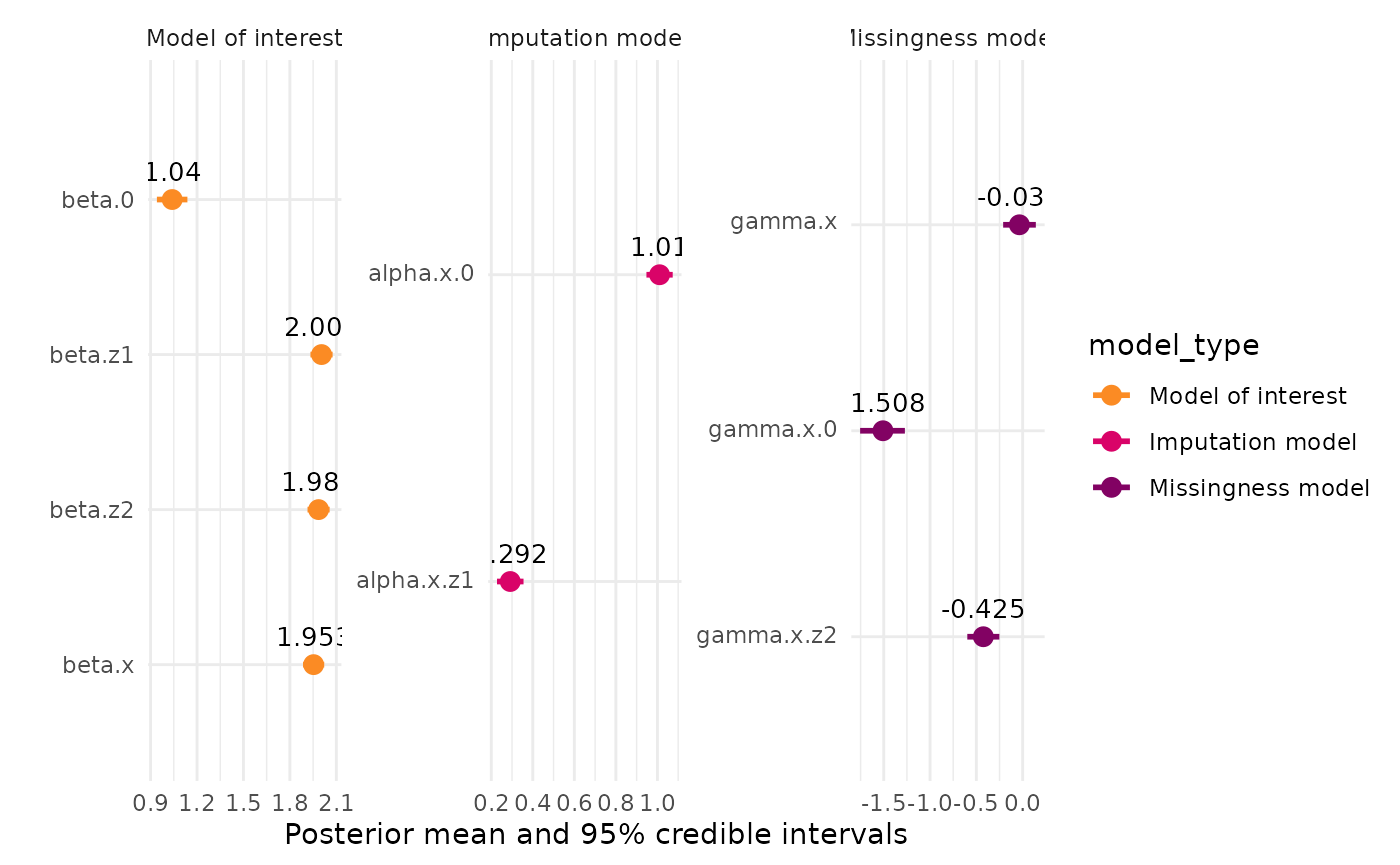 Model of interest
mputation mode
lissingness mode
1.04
beta.0
-0.03
gamma.x
1.01
alpha.x.0
2.00
beta.z1
1.508
gamma.x.0
1.98
beta.z2
.292
alpha.x.z1
-0.425
gamma.x.z2
1.953
beta.x
model_type
Model of interest
Imputation model
Missingness model
0.9 1.2 1.5 1.8 2.1
0.2 0.4 0.6 0.8 1.0
-1.5 -1.0 -0.5 0.0
Posterior mean and 95% credible intervals